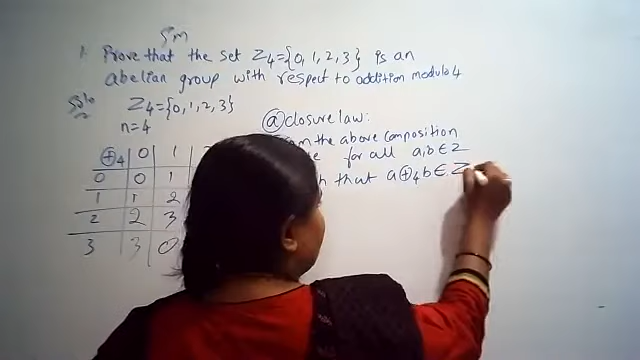 5m
1. Prove that the set Z4={0,1,2,3} is an
abelian group with respect to addition modulo 4
Solo
Z4={0,1,2,3}
n=4
ⓐ closure law:
the above composition
for all a,b∈Z
that a⊕4b∈Z
⊕4 0 1
0 0 1
1 1 2
2 2 3
3 3 0